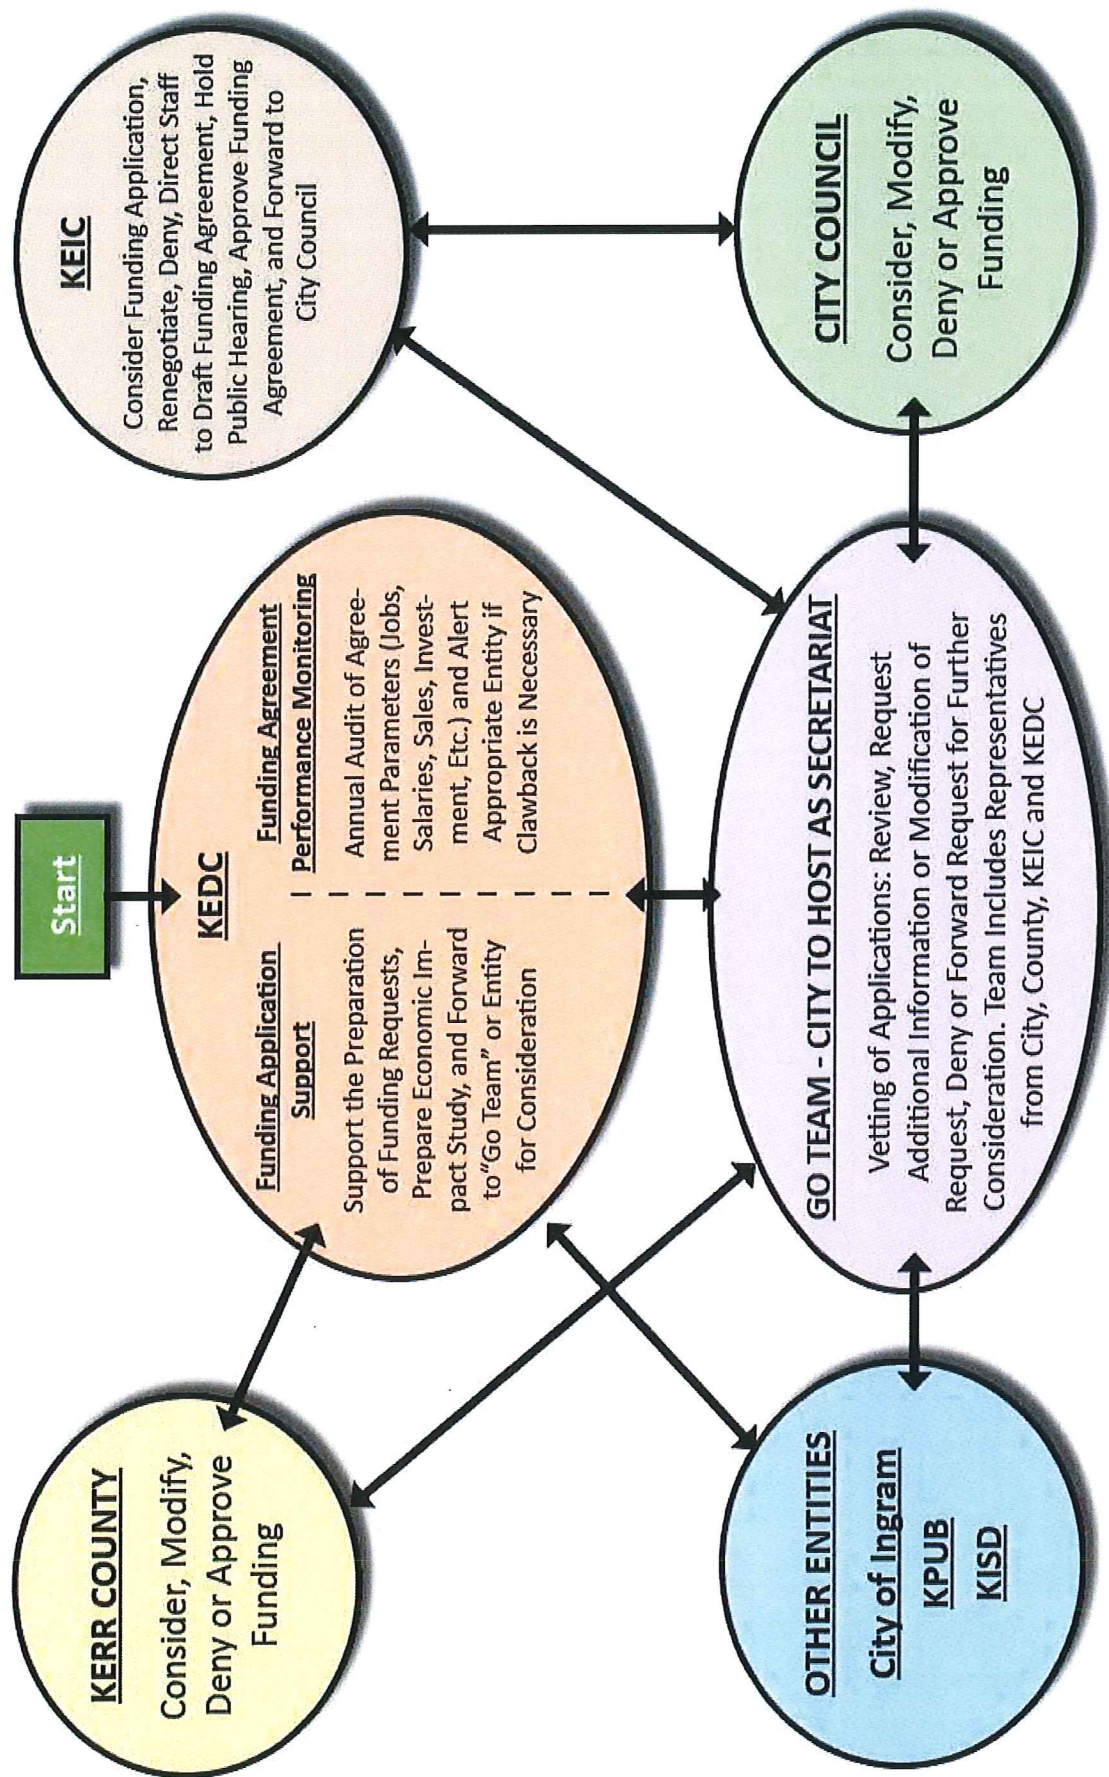 Start
KERR COUNTY
Consider, Modify,
Deny or Approve
Funding
KEDC
Funding Application
Support
Support the Preparation
of Funding Requests,
Prepare Economic Im-
pact Study, and Forward
to“Go Team” or Entity
for Consideration
Funding Agreement
Performance Monitoring
Annual Audit of Agree-
ment Parameters (Jobs,
Salaries, Sales, Invest-
ment, Etc.) and Alert
Appropriate Entity if
Clawback is Necessary
KEIC
Consider Funding Application,
Renegotiate, Deny, Direct Staff
to Draft Funding Agreement, Hold
Public Hearing, Approve Funding
Agreement, and Forward to
City Council
OTHER ENTITIES
City of Ingram
KPUB
KISD
GO TEAM - CITY TO HOST AS SECRETARIAT
Vetting of Applications: Review, Request
Additional Information or Modification of
Request, Deny or Forward Request for Further
Consideration. Team Includes Representatives
from City, County, KEIC and KEDC
CITY COUNCIL
Consider, Modify,
Deny or Approve
Funding